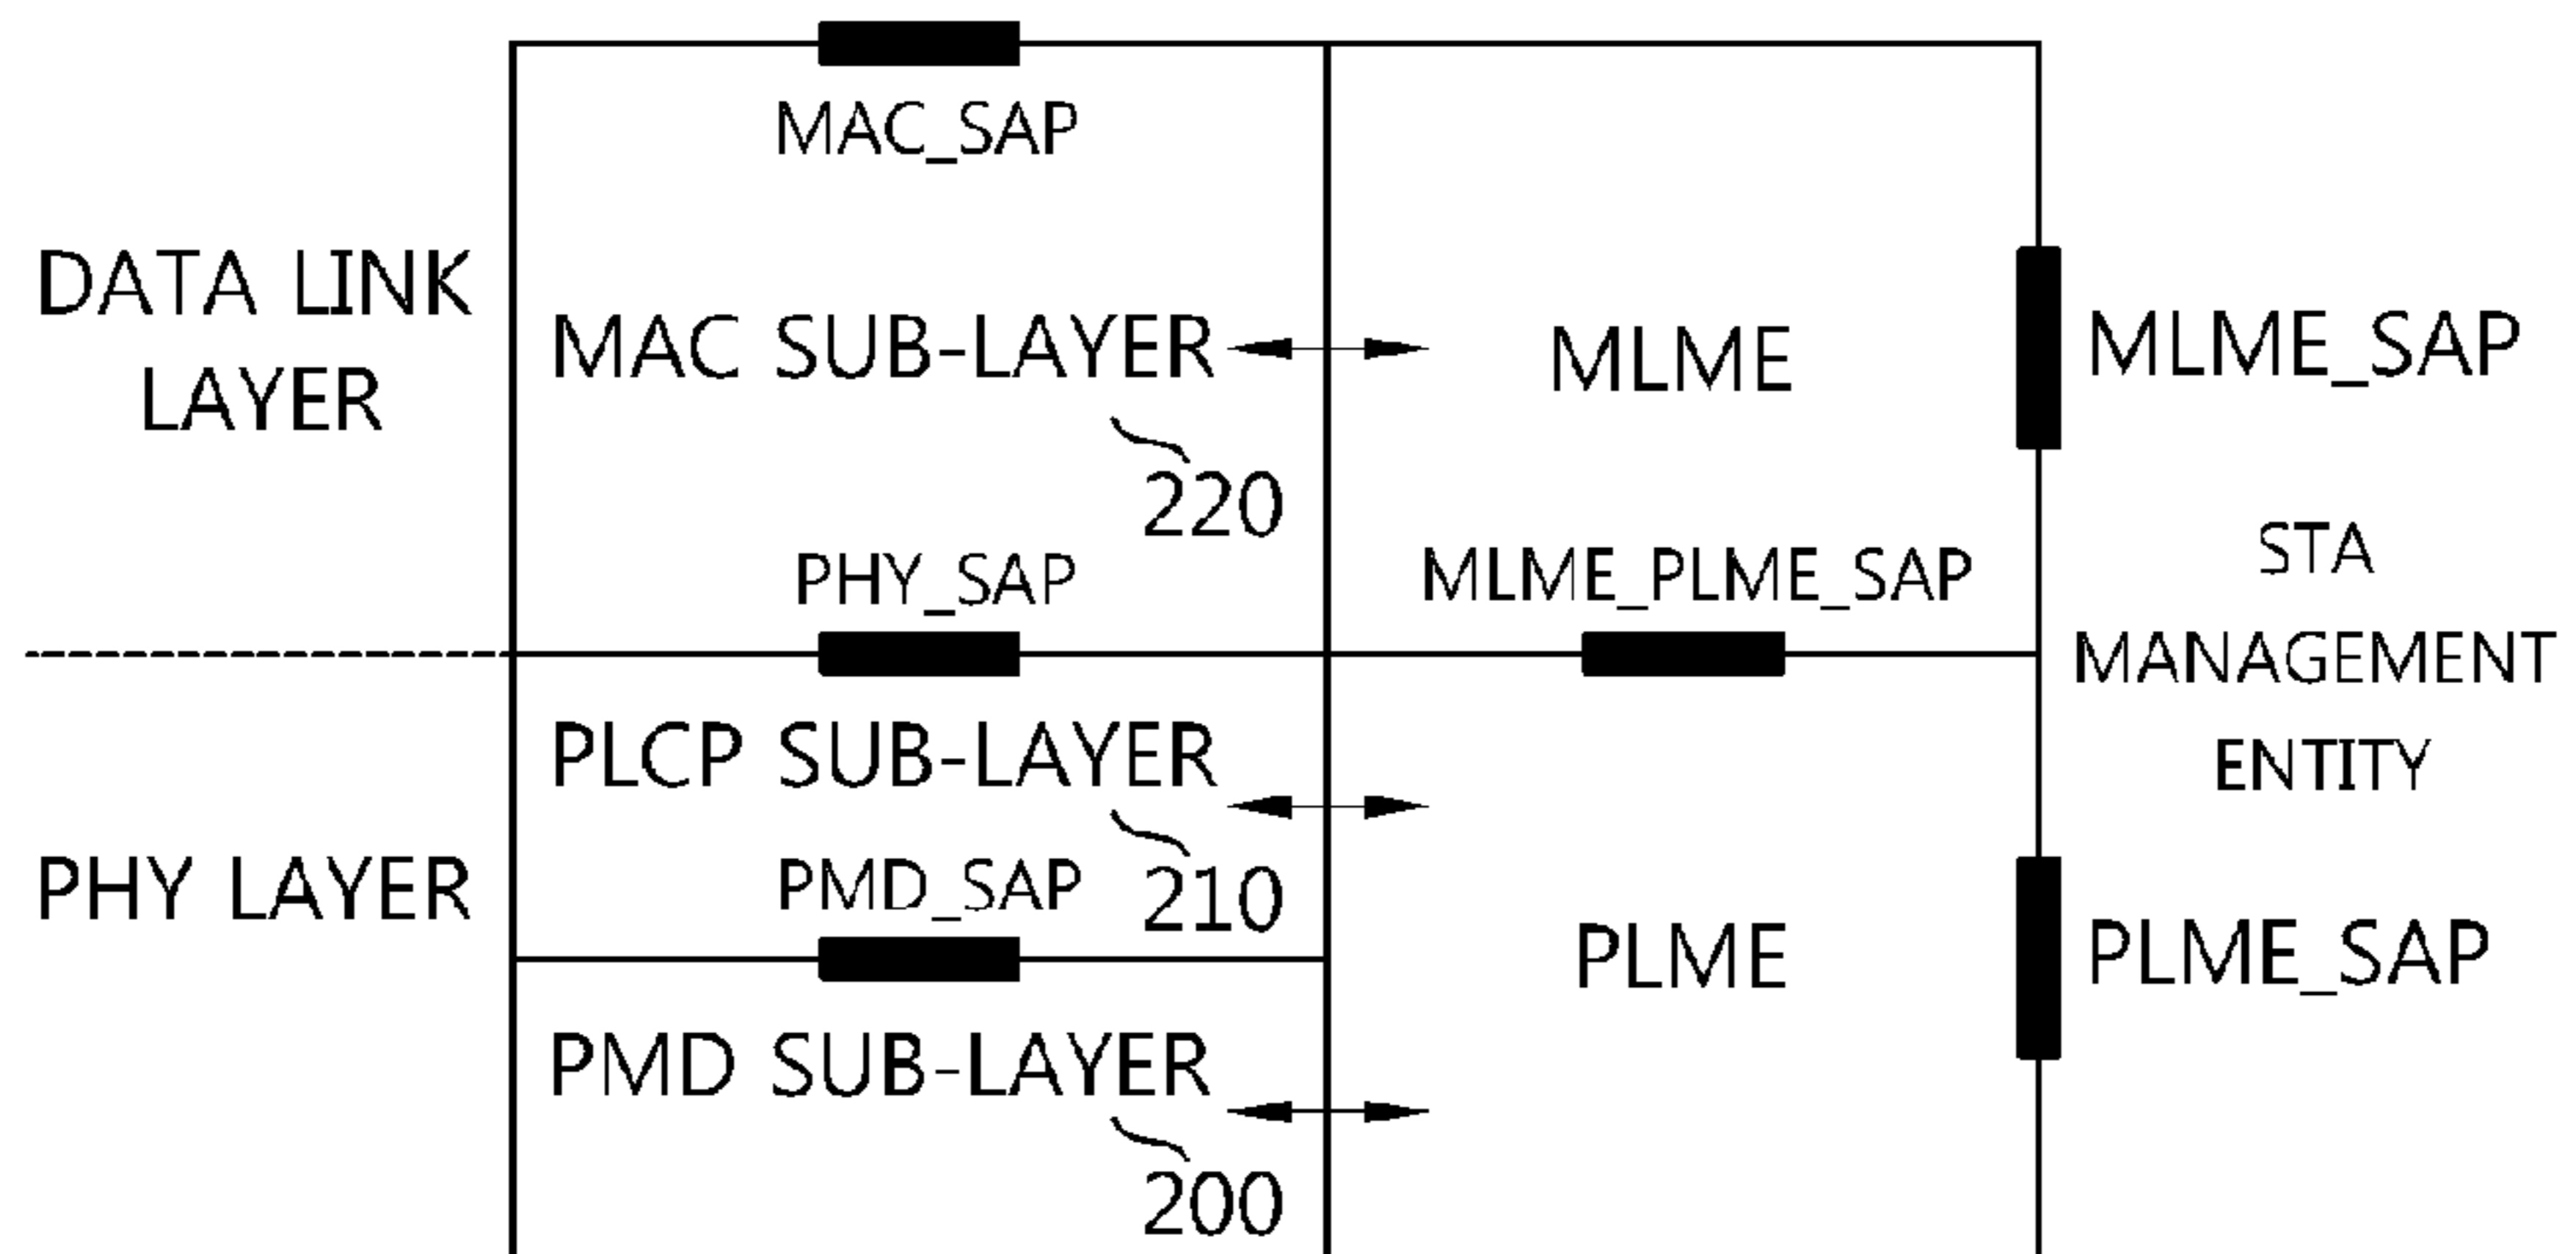 MAC_SAP
DATA LINK
LAYER
MAC SUB-LAYER
220
MLME
MLME_SAP
PHY_SAP
MLME_PLME_SAP
STA
MANAGEMENT
ENTITY
PLCP SUB-LAYER
210
PHY LAYER
PMD_SAP
PLME
PLME_SAP
PMD SUB-LAYER
200